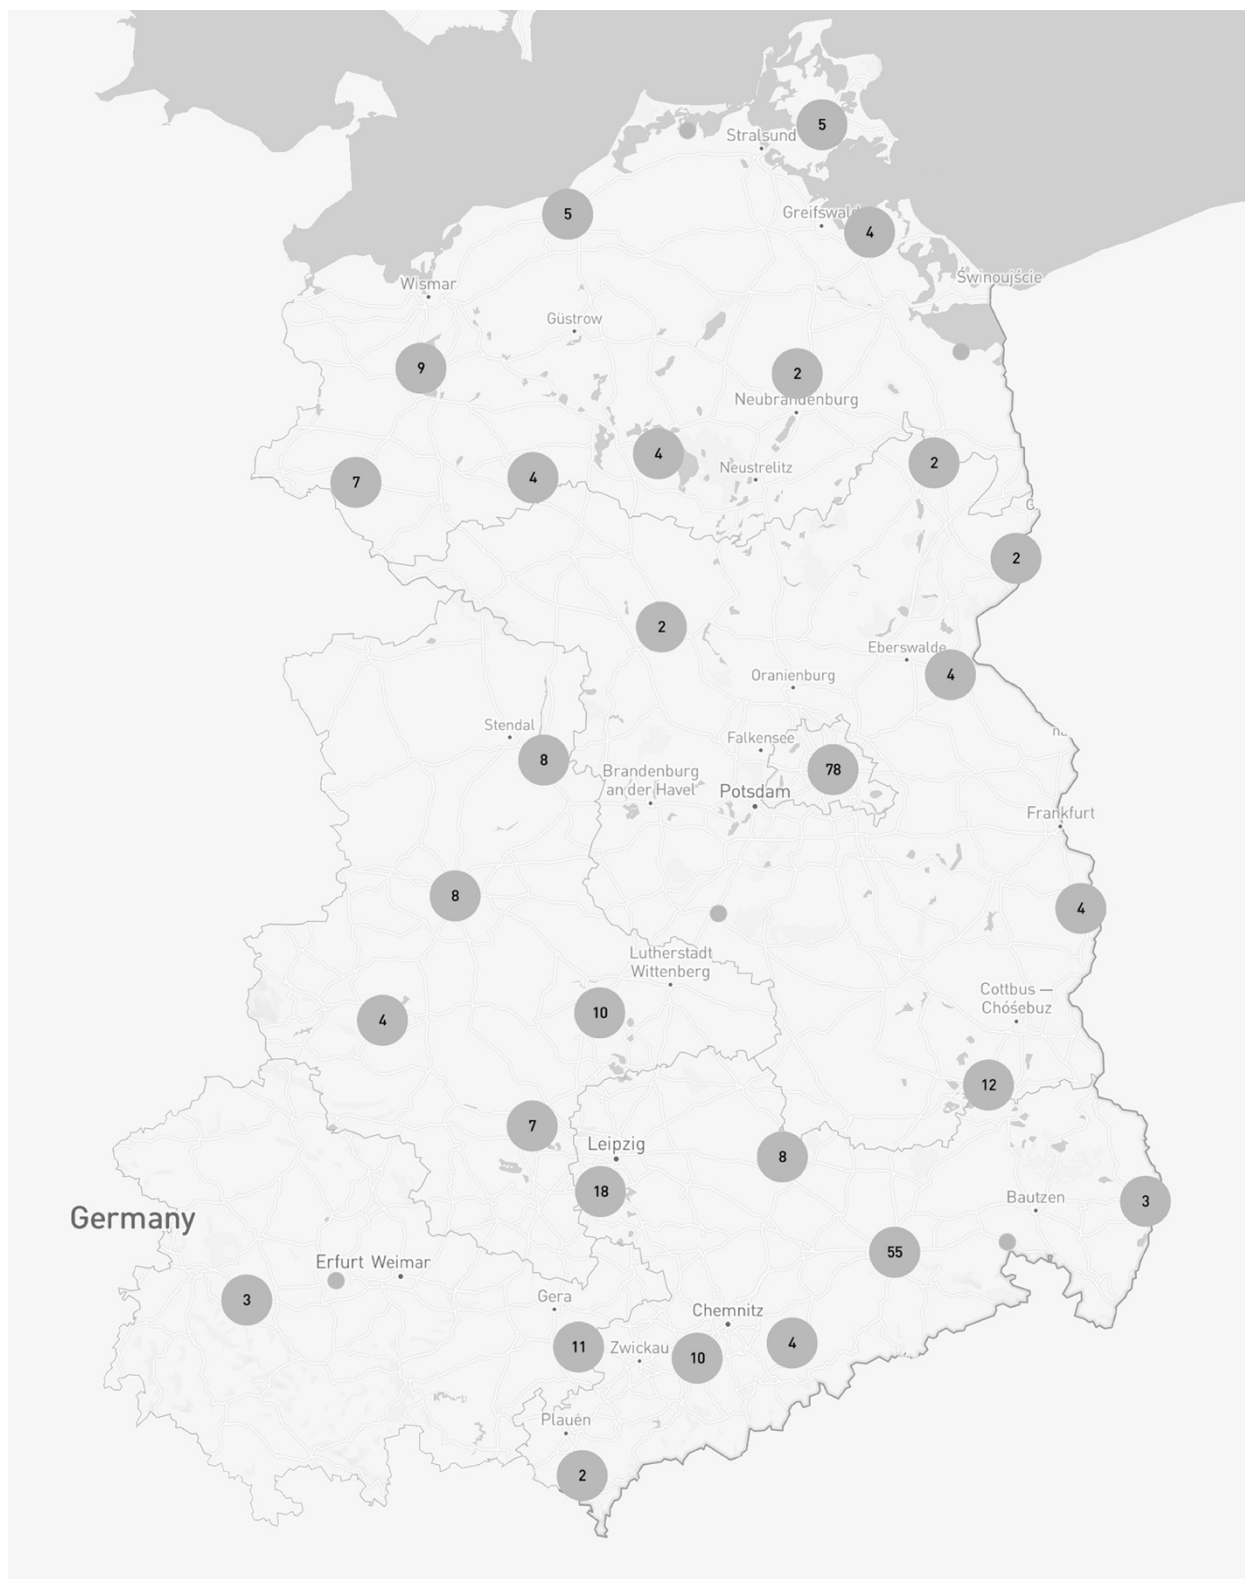 5
Stralsund
5
Greifswal
4
Świnoujście
Wismar
Güstrow
9
2
Neubrandenburg
4
2
Neustrelitz
7
4
2
2
Eberswalde
4
Oranienburg
Stendal
Falkensee
8
78
Brandenburg
an der Havel
Potsdam
Frankfurt
8
4
Lutherstadt
Wittenberg
Cottbus —
Chóśebuz
4
10
12
7
Leipzig
8
18
Bautzen
3
Germany
55
Erfurt
Weimar
3
Gera
Chemnitz
11
Zwickau
10
4
Plauen
2